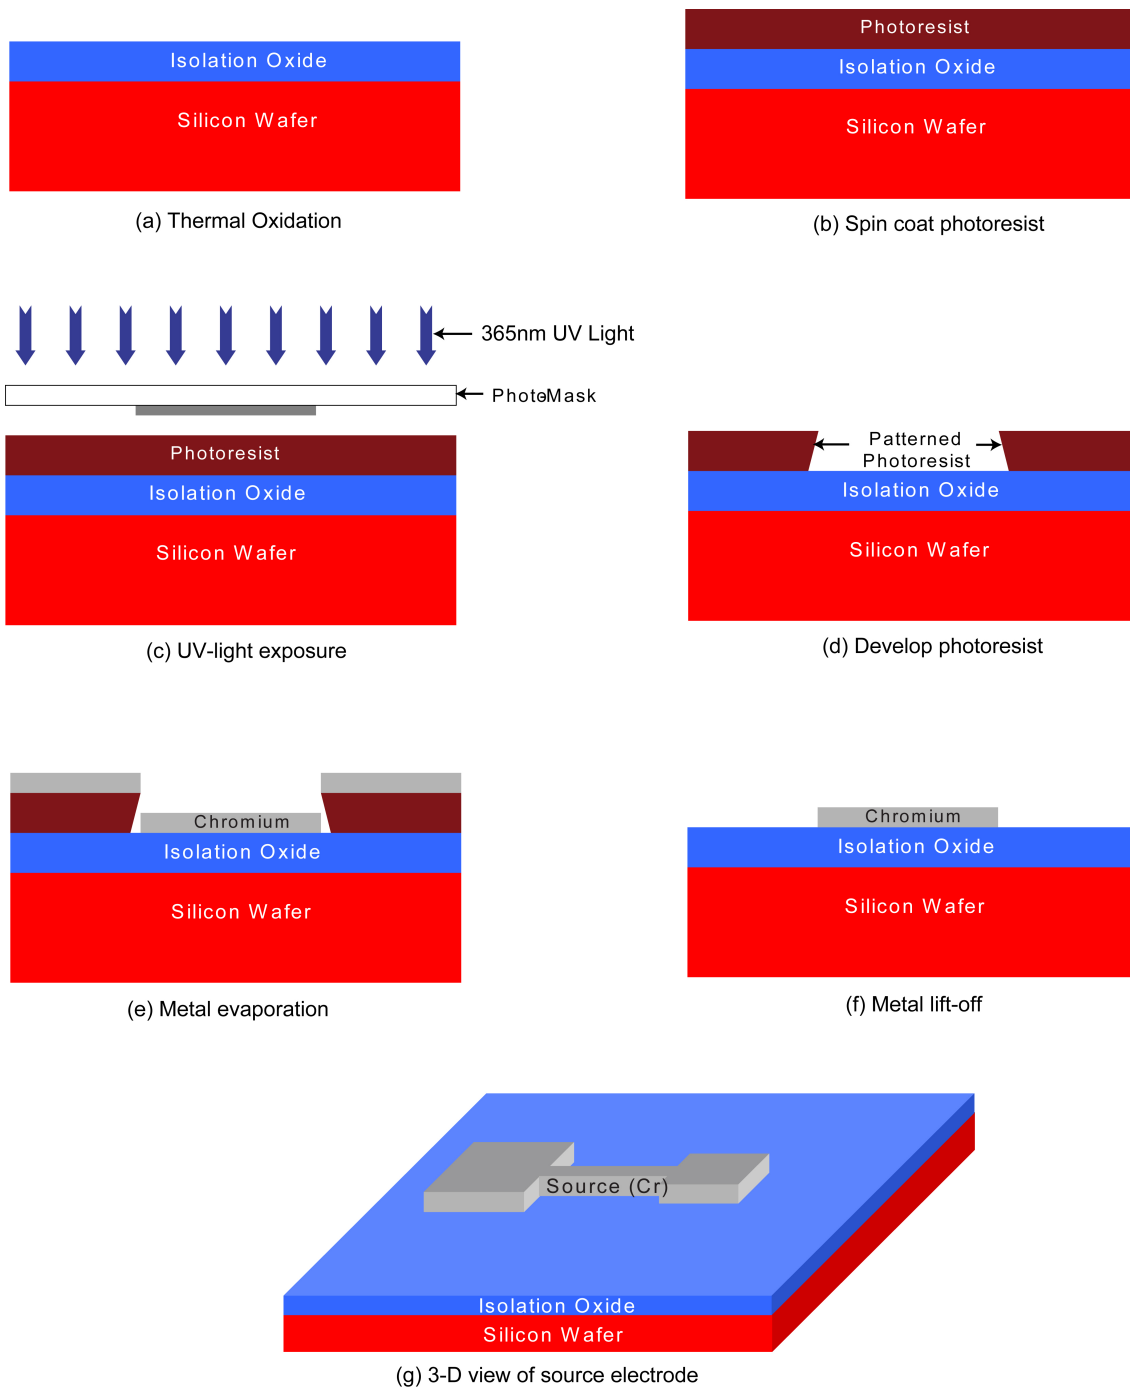 Isolation Oxide
Silicon Wafer
(a) Thermal Oxidation
Photoresist
Isolation Oxide
Silicon Wafer
(b) Spin coat photoresist
365nm UV Light
Photo-Mask
Photoresist
Isolation Oxide
Silicon Wafer
(c) UV-light exposure
Patterned
Photoresist
Isolation Oxide
Silicon Wafer
(d) Develop photoresist
Chromium
Isolation Oxide
Silicon Wafer
(e) Metal evaporation
Chromium
Isolation Oxide
Silicon Wafer
(f) Metal lift-off
Source (Cr)
Isolation Oxide
Silicon Wafer
(g) 3-D view of source electrode